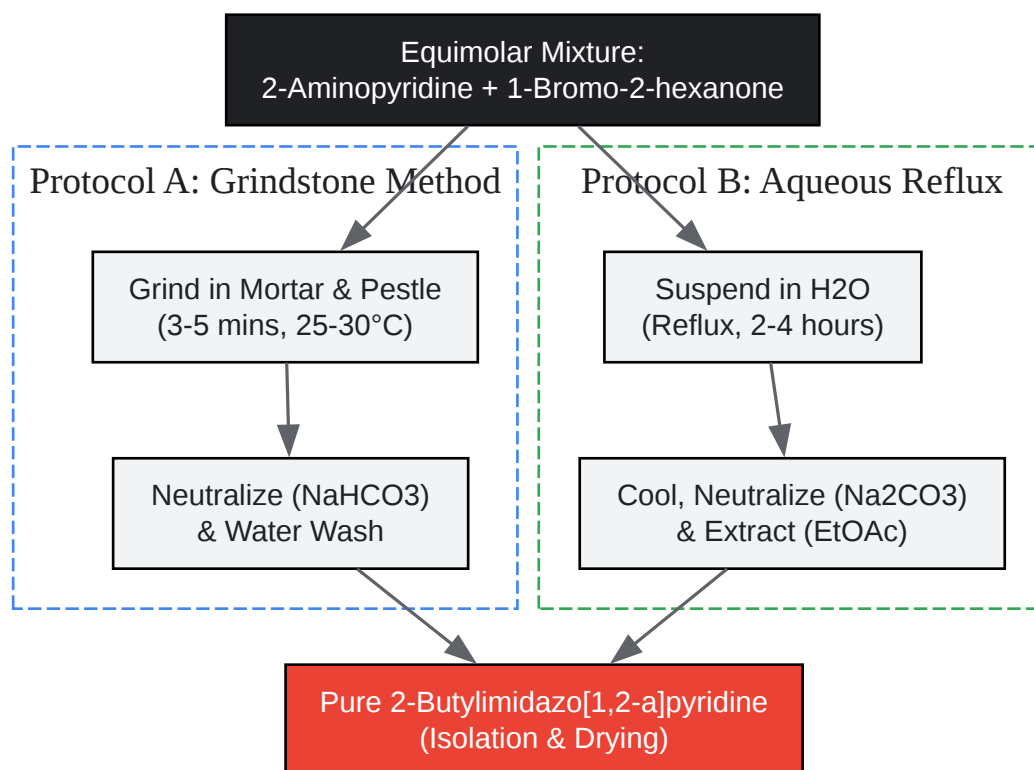 Equimolar Mixture:
2-Aminopyridine + 1-Bromo-2-hexanone
Protocol A: Grindstone Method
Grind in Mortar & Pestle
(3-5 mins, 25-30°C)
Neutralize (NaHCO3)
& Water Wash
Protocol B: Aqueous Reflux
Suspend in H2O
(Reflux, 2-4 hours)
Cool, Neutralize (Na2CO3)
& Extract (EtOAc)
Pure 2-Butylimidazo[1,2-a]pyridine
(Isolation & Drying)